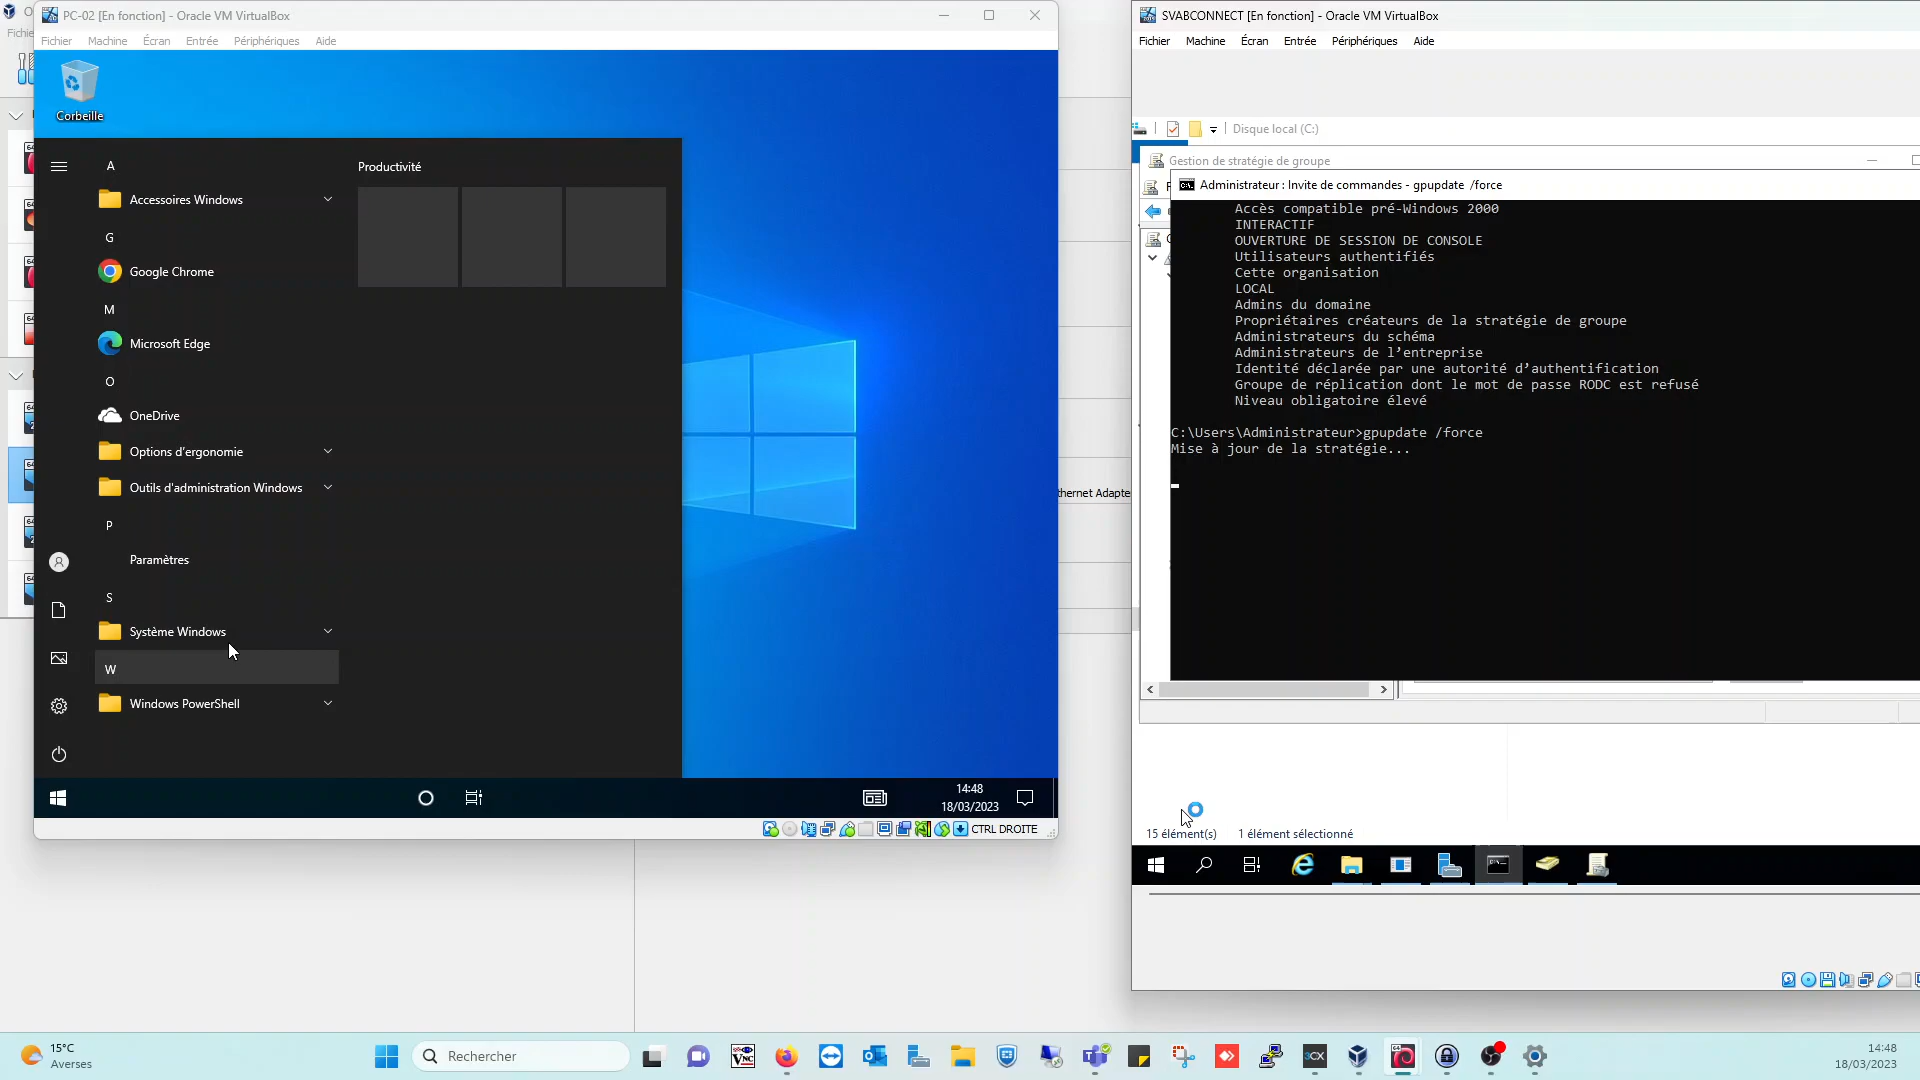 PC-02 [En fonction] - Oracle VM VirtualBox
Fichier Machine Écran Entrée Périphériques Aide
Corbeille
A
Productivité
Accessoires Windows
G
Google Chrome
M
Microsoft Edge
O
OneDrive
Options d'ergonomie
Outils d'administration Windows
P
Paramètres
S
Système Windows
W
Windows PowerShell
14:48
18/03/2023
CTRL DROITE
thernet Adapte
SVABCONNECT [En fonction] - Oracle VM VirtualBox
Fichier Machine Écran Entrée Périphériques Aide
Disque local (C:)
Gestion de stratégie de groupe
Administrateur : Invite de commandes - gpupdate /force
Accès compatible pré-Windows 2000
INTERACTIF
OUVERTURE DE SESSION DE CONSOLE
Utilisateurs authentifiés
Cette organisation
LOCAL
Admins du domaine
Propriétaires créateurs de la stratégie de groupe
Administrateurs du schéma
Administrateurs de l’entreprise
Identité déclarée par une autorité d’authentification
Groupe de réplication dont le mot de passe RODC est refusé
Niveau obligatoire élevé
C:\Users\Administrateur>gpupdate /force
Mise à jour de la stratégie...
15 élément(s) 1 élément sélectionné
15°C
Averses
Rechercher
VNC
3CX
14:48
18/03/2023